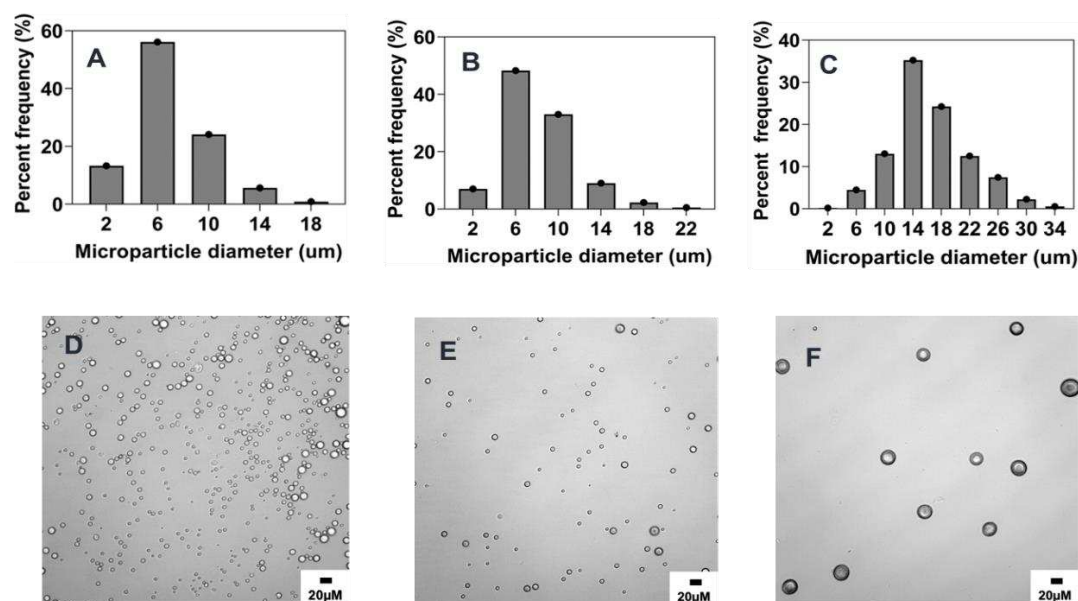 A
Percent frequency (%)
60
40
20
0
2 6 10 14 18
Microparticle diameter (um)
B
Percent frequency (%)
60
40
20
0
2 6 10 14 18 22
Microparticle diameter (um)
C
Percent frequency (%)
40
30
20
10
0
2 6 10 14 18 22 26 30 34
Microparticle diameter (um)
D
20µM
E
20µM
F
20µM